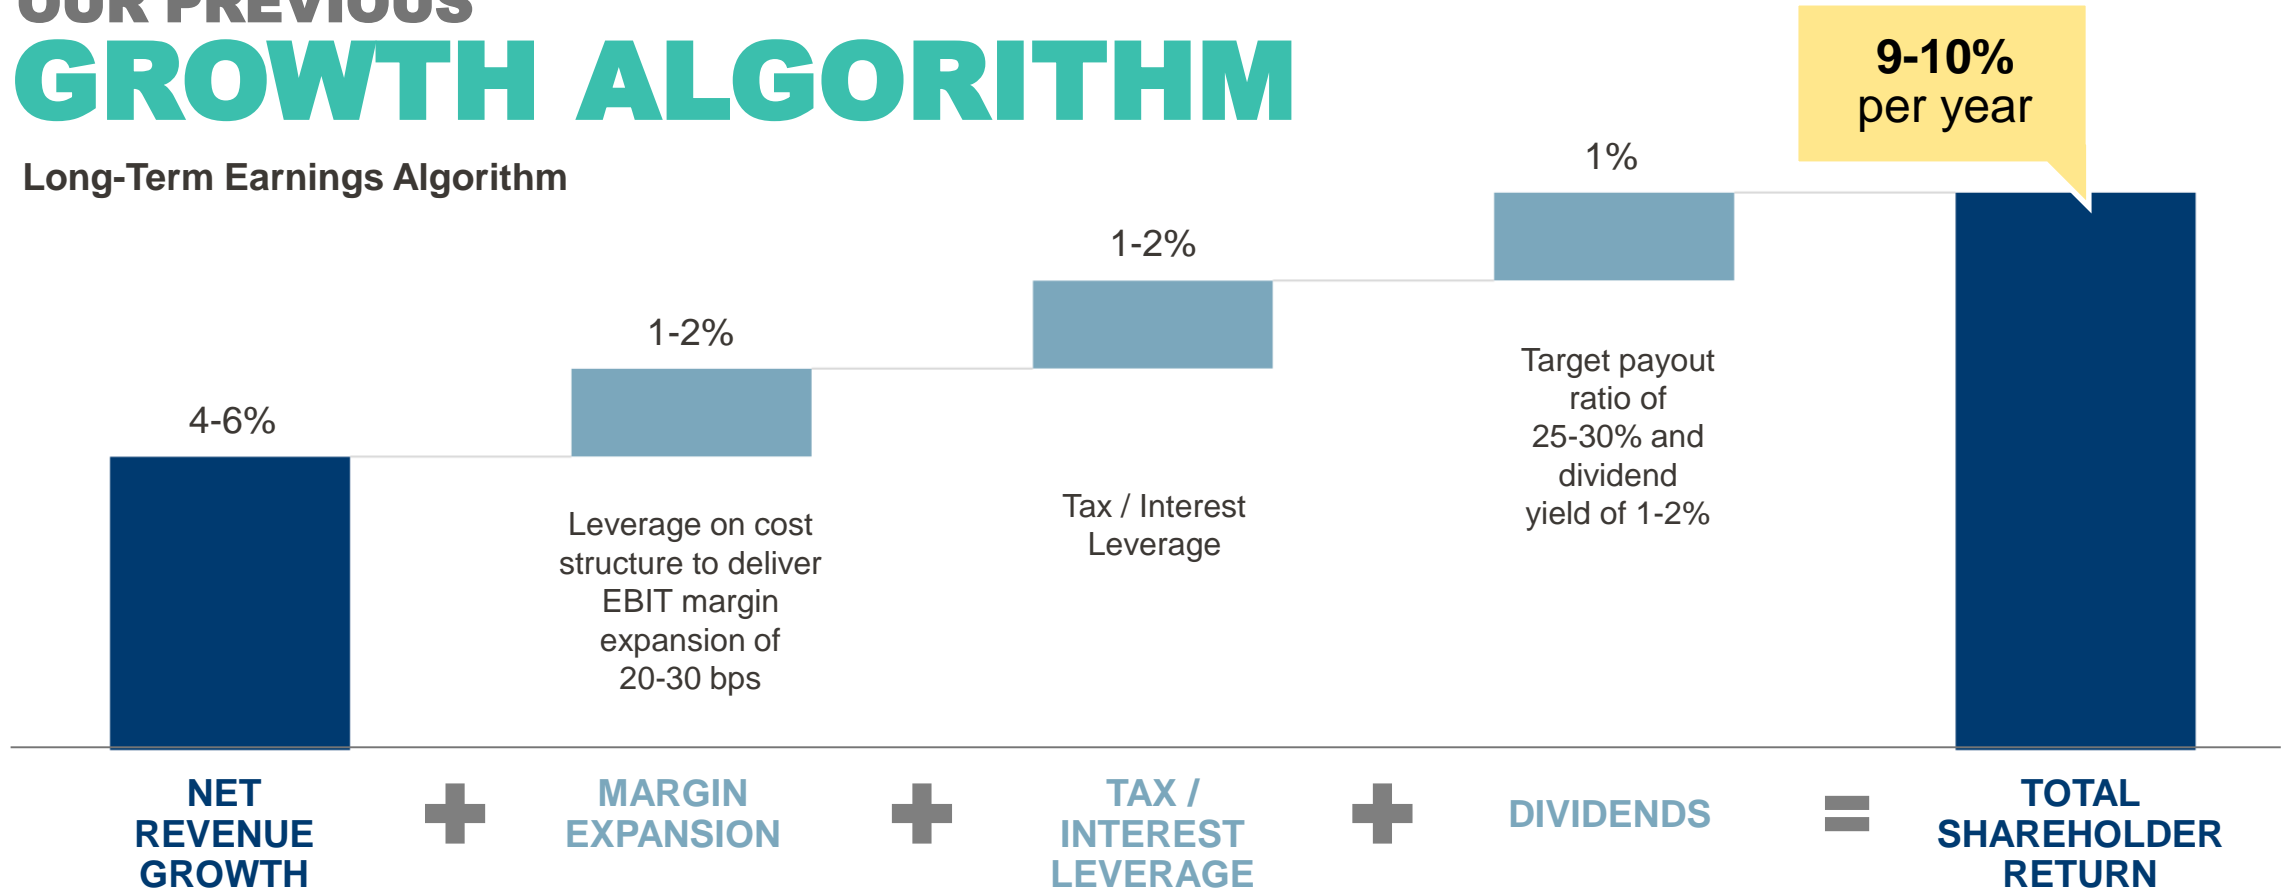 OUR PREVIOUS
GROWTH ALGORITHM
Long-Term Earnings Algorithm
9-10%
per year
4-6%
1-2%
1-2%
1%
Leverage on cost
structure to deliver
EBIT margin
expansion of
20-30 bps
Tax / Interest
Leverage
Target payout
ratio of
25-30% and
dividend
yield of 1-2%
NET
REVENUE
GROWTH
+
MARGIN
EXPANSION
+
TAX /
INTEREST
LEVERAGE
+
DIVIDENDS
=
TOTAL
SHAREHOLDER
RETURN